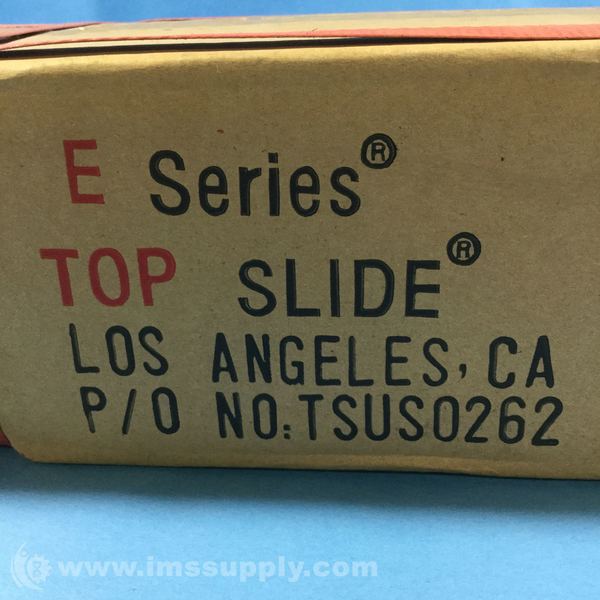 E Series®
TOP SLIDE®
LOS ANGELES, CA
P/O NO:TSUS0262
www.imssupply.com